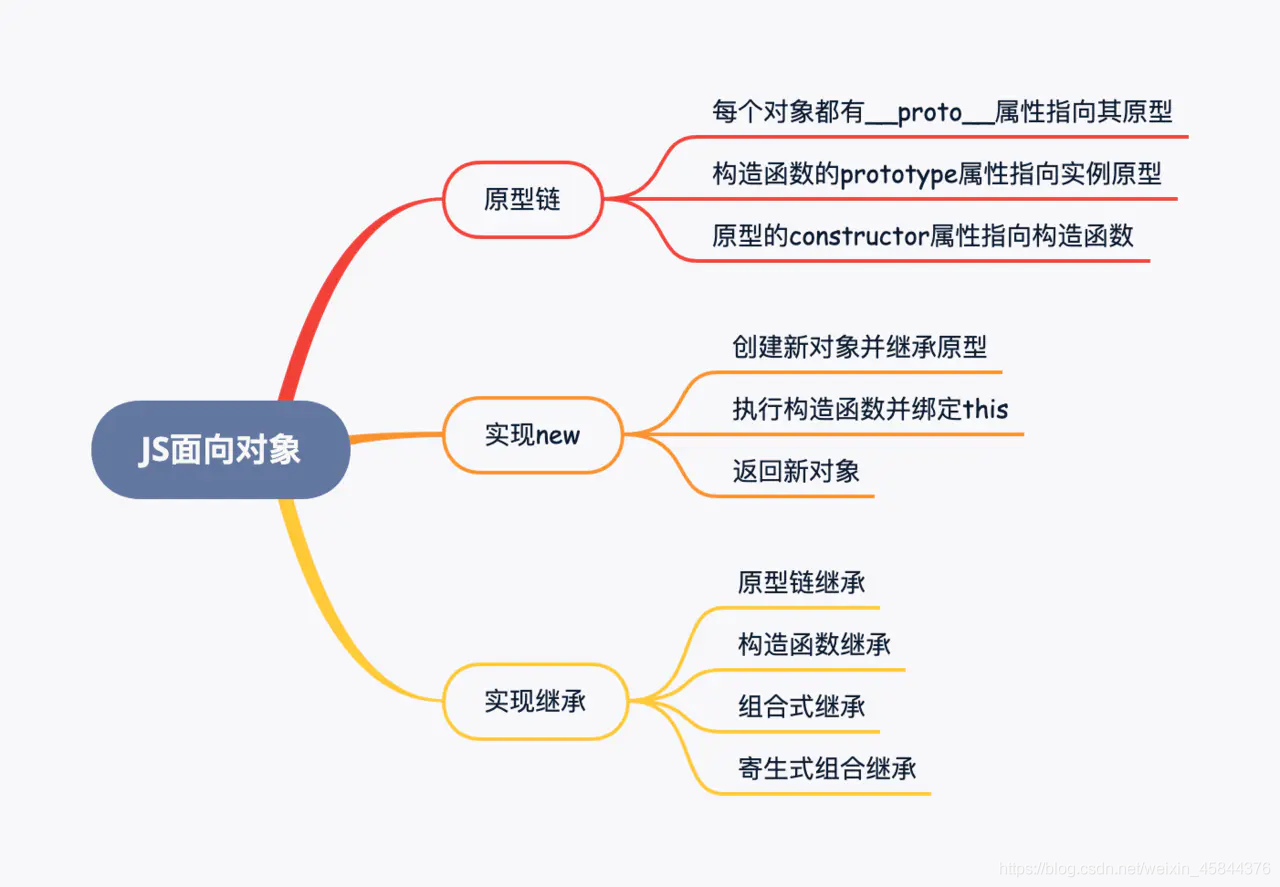 JS面向对象
原型链
每个对象都有__proto__属性指向其原型
构造函数的prototype属性指向实例原型
原型的constructor属性指向构造函数
实现new
创建新对象并继承原型
执行构造函数并绑定this
返回新对象
实现继承
原型链继承
构造函数继承
组合式继承
寄生式组合继承
https://blog.csdn.net/weixin_45844376